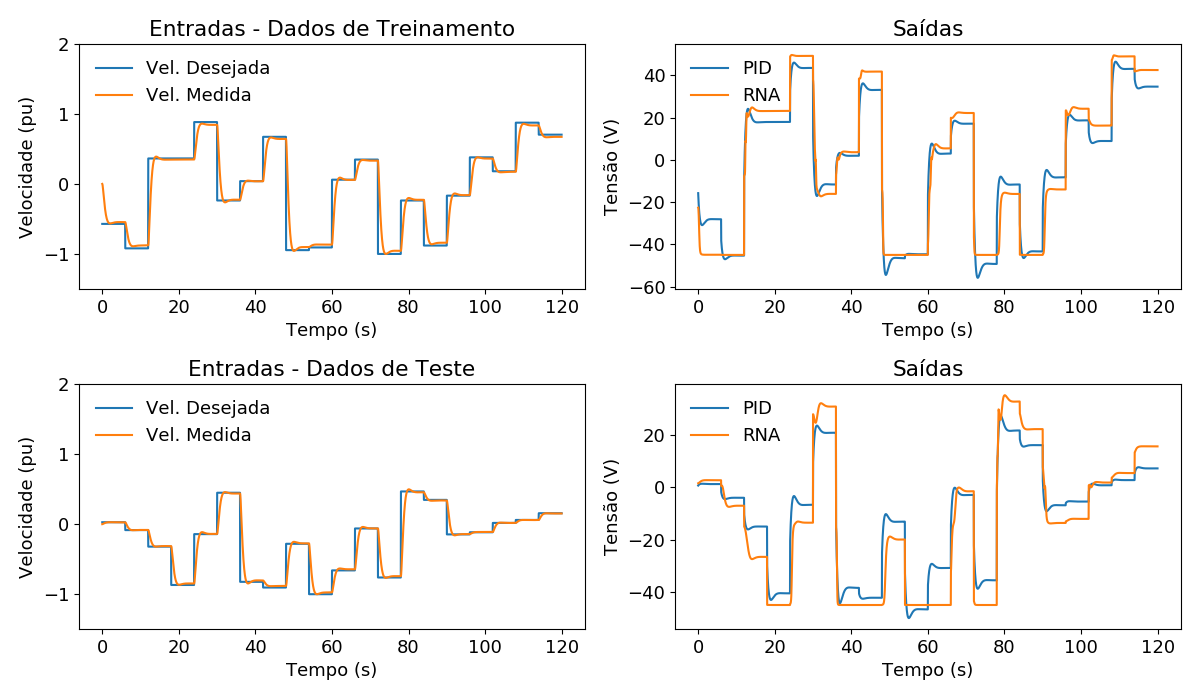 Entradas - Dados de Treinamento
Velocidade (pu)
2
1
0
−1
Vel. Desejada
Vel. Medida
0 20 40 60 80 100 120
Tempo (s)
Saídas
Tensão (V)
40
20
0
−20
−40
−60
PID
RNA
0 20 40 60 80 100 120
Tempo (s)
Entradas - Dados de Teste
Velocidade (pu)
2
1
0
−1
Vel. Desejada
Vel. Medida
0 20 40 60 80 100 120
Tempo (s)
Saídas
Tensão (V)
20
0
−20
−40
PID
RNA
0 20 40 60 80 100 120
Tempo (s)